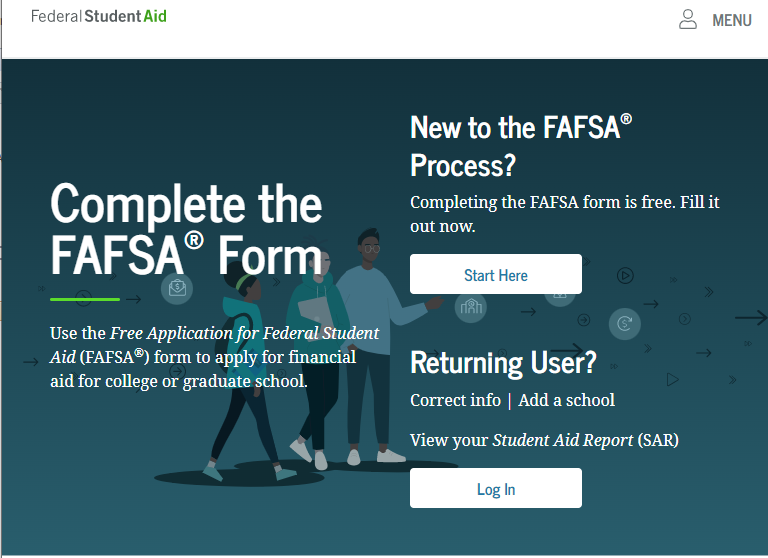 Federal Student Aid
MENU
Complete the
FAFSA® Form
Use the Free Application for Federal Student
Aid (FAFSA®) form to apply for financial
aid for college or graduate school.
New to the FAFSA®
Process?
Completing the FAFSA form is free. Fill it
out now.
Start Here
Returning User?
Correct info | Add a school
View your Student Aid Report (SAR)
Log In